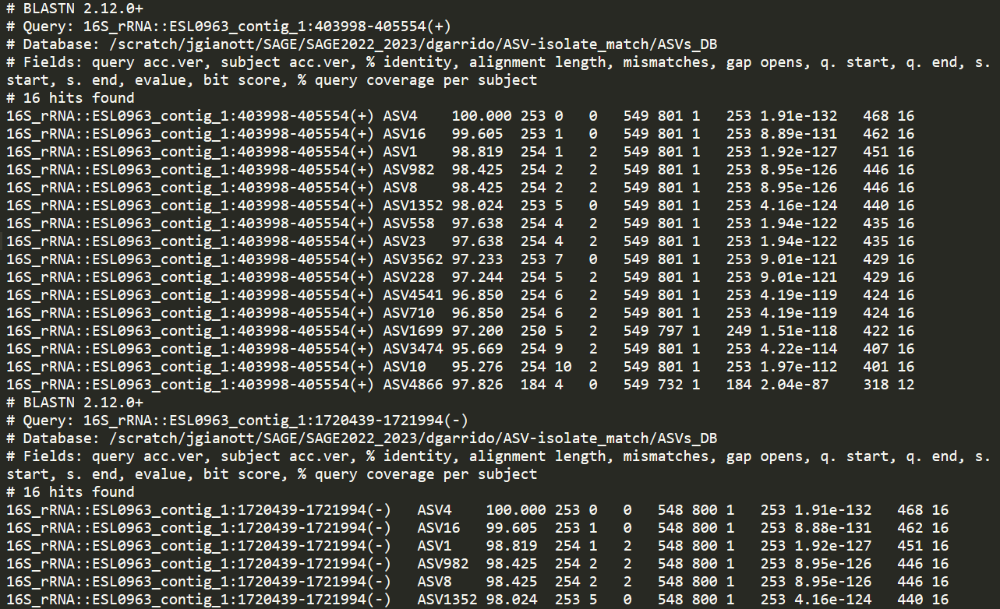 # BLASTN 2.12.0+
# Query: 16S_rRNA::ESL0963_contig_1:403998-405554(+)
# Database: /scratch/jgianott/SAGE/SAGE2022_2023/dgarrido/ASV-isolate_match/ASVs_DB
# Fields: query acc.ver, subject acc.ver, % identity, alignment length, mismatches, gap opens, q. start, q. end, s.
start, s. end, evalue, bit score, % query coverage per subject
# 16 hits found
16S_rRNA::ESL0963_contig_1:403998-405554(+) ASV4 100.000 253 0 0 549 801 1 253 1.91e-132 468 16
16S_rRNA::ESL0963_contig_1:403998-405554(+) ASV16 99.605 253 1 0 549 801 1 253 8.89e-131 462 16
16S_rRNA::ESL0963_contig_1:403998-405554(+) ASV1 98.819 254 1 2 549 801 1 253 1.92e-127 451 16
16S_rRNA::ESL0963_contig_1:403998-405554(+) ASV982 98.425 254 2 2 549 801 1 253 8.95e-126 446 16
16S_rRNA::ESL0963_contig_1:403998-405554(+) ASV8 98.425 254 2 2 549 801 1 253 8.95e-126 446 16
16S_rRNA::ESL0963_contig_1:403998-405554(+) ASV1352 98.024 253 5 0 549 801 1 253 4.16e-124 440 16
16S_rRNA::ESL0963_contig_1:403998-405554(+) ASV558 97.638 254 4 2 549 801 1 253 1.94e-122 435 16
16S_rRNA::ESL0963_contig_1:403998-405554(+) ASV23 97.638 254 4 2 549 801 1 253 1.94e-122 435 16
16S_rRNA::ESL0963_contig_1:403998-405554(+) ASV3562 97.233 253 7 0 549 801 1 253 9.01e-121 429 16
16S_rRNA::ESL0963_contig_1:403998-405554(+) ASV228 97.244 254 5 2 549 801 1 253 9.01e-121 429 16
16S_rRNA::ESL0963_contig_1:403998-405554(+) ASV4541 96.850 254 6 2 549 801 1 253 4.19e-119 424 16
16S_rRNA::ESL0963_contig_1:403998-405554(+) ASV710 96.850 254 6 2 549 801 1 253 4.19e-119 424 16
16S_rRNA::ESL0963_contig_1:403998-405554(+) ASV1699 97.200 250 5 2 549 797 1 249 1.51e-118 422 16
16S_rRNA::ESL0963_contig_1:403998-405554(+) ASV3474 95.669 254 9 2 549 801 1 253 4.22e-114 407 16
16S_rRNA::ESL0963_contig_1:403998-405554(+) ASV10 95.276 254 10 2 549 801 1 253 1.97e-112 401 16
16S_rRNA::ESL0963_contig_1:403998-405554(+) ASV4866 97.826 184 4 0 549 732 1 184 2.04e-87 318 12
# BLASTN 2.12.0+
# Query: 16S_rRNA::ESL0963_contig_1:1720439-1721994(-)
# Database: /scratch/jgianott/SAGE/SAGE2022_2023/dgarrido/ASV-isolate_match/ASVs_DB
# Fields: query acc.ver, subject acc.ver, % identity, alignment length, mismatches, gap opens, q. start, q. end, s.
start, s. end, evalue, bit score, % query coverage per subject
# 16 hits found
16S_rRNA::ESL0963_contig_1:1720439-1721994(-) ASV4 100.000 253 0 0 548 800 1 253 1.91e-132 468 16
16S_rRNA::ESL0963_contig_1:1720439-1721994(-) ASV16 99.605 253 1 0 548 800 1 253 8.88e-131 462 16
16S_rRNA::ESL0963_contig_1:1720439-1721994(-) ASV1 98.819 254 1 2 548 800 1 253 1.92e-127 451 16
16S_rRNA::ESL0963_contig_1:1720439-1721994(-) ASV982 98.425 254 2 2 548 800 1 253 8.95e-126 446 16
16S_rRNA::ESL0963_contig_1:1720439-1721994(-) ASV8 98.425 254 2 2 548 800 1 253 8.95e-126 446 16
16S_rRNA::ESL0963_contig_1:1720439-1721994(-) ASV1352 98.024 253 5 0 548 800 1 253 4.16e-124 440 16